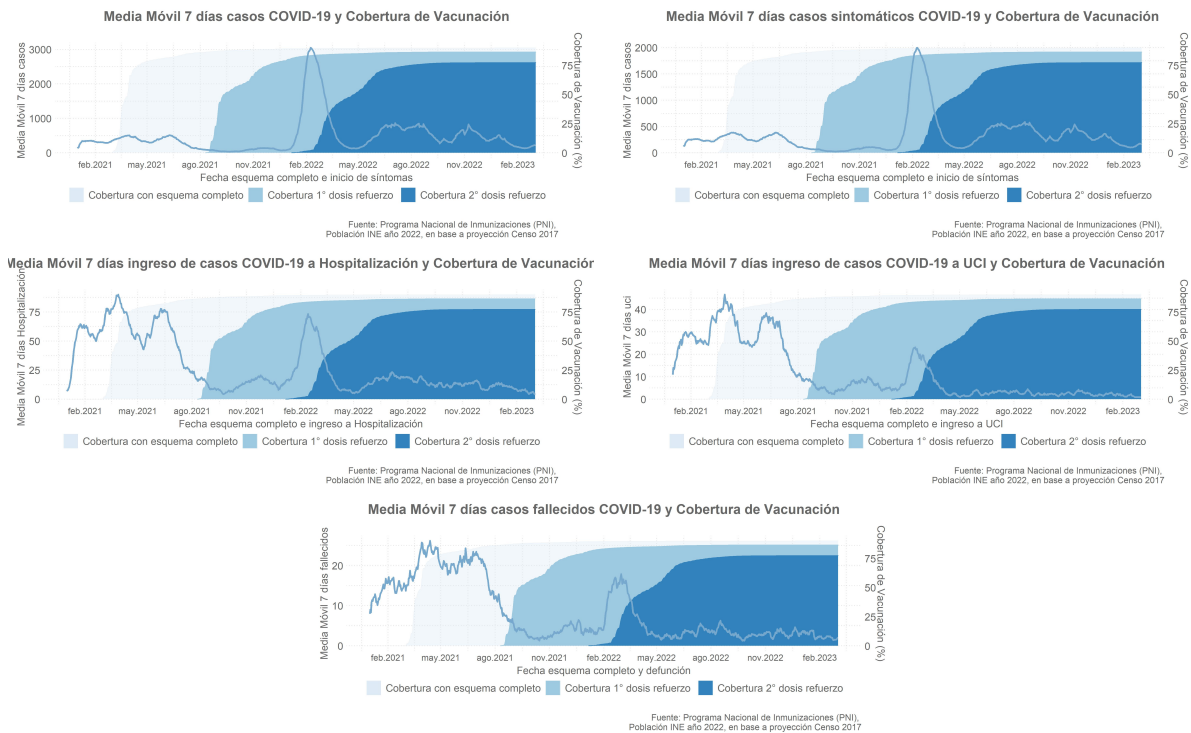 Media Móvil 7 días casos COVID-19 y Cobertura de Vacunación
Media Móvil 7 días casos
3000
2000
1000
0
Cobertura de Vacunación (%)
75
50
25
0
feb.2021 may.2021 ago.2021 nov.2021 feb.2022 may.2022 ago.2022 nov.2022 feb.2023
Fecha esquema completo e inicio de síntomas
Cobertura con esquema completo Cobertura 1° dosis refuerzo Cobertura 2° dosis refuerzo
Fuente: Programa Nacional de Inmunizaciones (PNI),
Población INE año 2022, en base a proyección Censo 2017
Media Móvil 7 días casos sintomáticos COVID-19 y Cobertura de Vacunación
Media Móvil 7 días casos
2000
1500
1000
500
0
Cobertura de Vacunación (%)
75
50
25
0
feb.2021 may.2021 ago.2021 nov.2021 feb.2022 may.2022 ago.2022 nov.2022 feb.2023
Fecha esquema completo e inicio de síntomas
Cobertura con esquema completo Cobertura 1° dosis refuerzo Cobertura 2° dosis refuerzo
Fuente: Programa Nacional de Inmunizaciones (PNI),
Población INE año 2022, en base a proyección Censo 2017
Media Móvil 7 días ingreso de casos COVID-19 a Hospitalización y Cobertura de Vacunación
Media Móvil 7 días Hospitalización
75
50
25
0
Cobertura de Vacunación (%)
75
50
25
0
feb.2021 may.2021 ago.2021 nov.2021 feb.2022 may.2022 ago.2022 nov.2022 feb.2023
Fecha esquema completo e ingreso a Hospitalización
Cobertura con esquema completo Cobertura 1° dosis refuerzo Cobertura 2° dosis refuerzo
Fuente: Programa Nacional de Inmunizaciones (PNI),
Población INE año 2022, en base a proyección Censo 2017
Media Móvil 7 días ingreso de casos COVID-19 a UCI y Cobertura de Vacunación
Media Móvil 7 días uci
40
30
20
10
0
Cobertura de Vacunación (%)
75
50
25
0
feb.2021 may.2021 ago.2021 nov.2021 feb.2022 may.2022 ago.2022 nov.2022 feb.2023
Fecha esquema completo e ingreso a UCI
Cobertura con esquema completo Cobertura 1° dosis refuerzo Cobertura 2° dosis refuerzo
Fuente: Programa Nacional de Inmunizaciones (PNI),
Población INE año 2022, en base a proyección Censo 2017
Media Móvil 7 días casos fallecidos COVID-19 y Cobertura de Vacunación
Media Móvil 7 días fallecidos
20
10
0
Cobertura de Vacunación (%)
75
50
25
0
feb.2021 may.2021 ago.2021 nov.2021 feb.2022 may.2022 ago.2022 nov.2022 feb.2023
Fecha esquema completo y defunción
Cobertura con esquema completo Cobertura 1° dosis refuerzo Cobertura 2° dosis refuerzo
Fuente: Programa Nacional de Inmunizaciones (PNI),
Población INE año 2022, en base a proyección Censo 2017